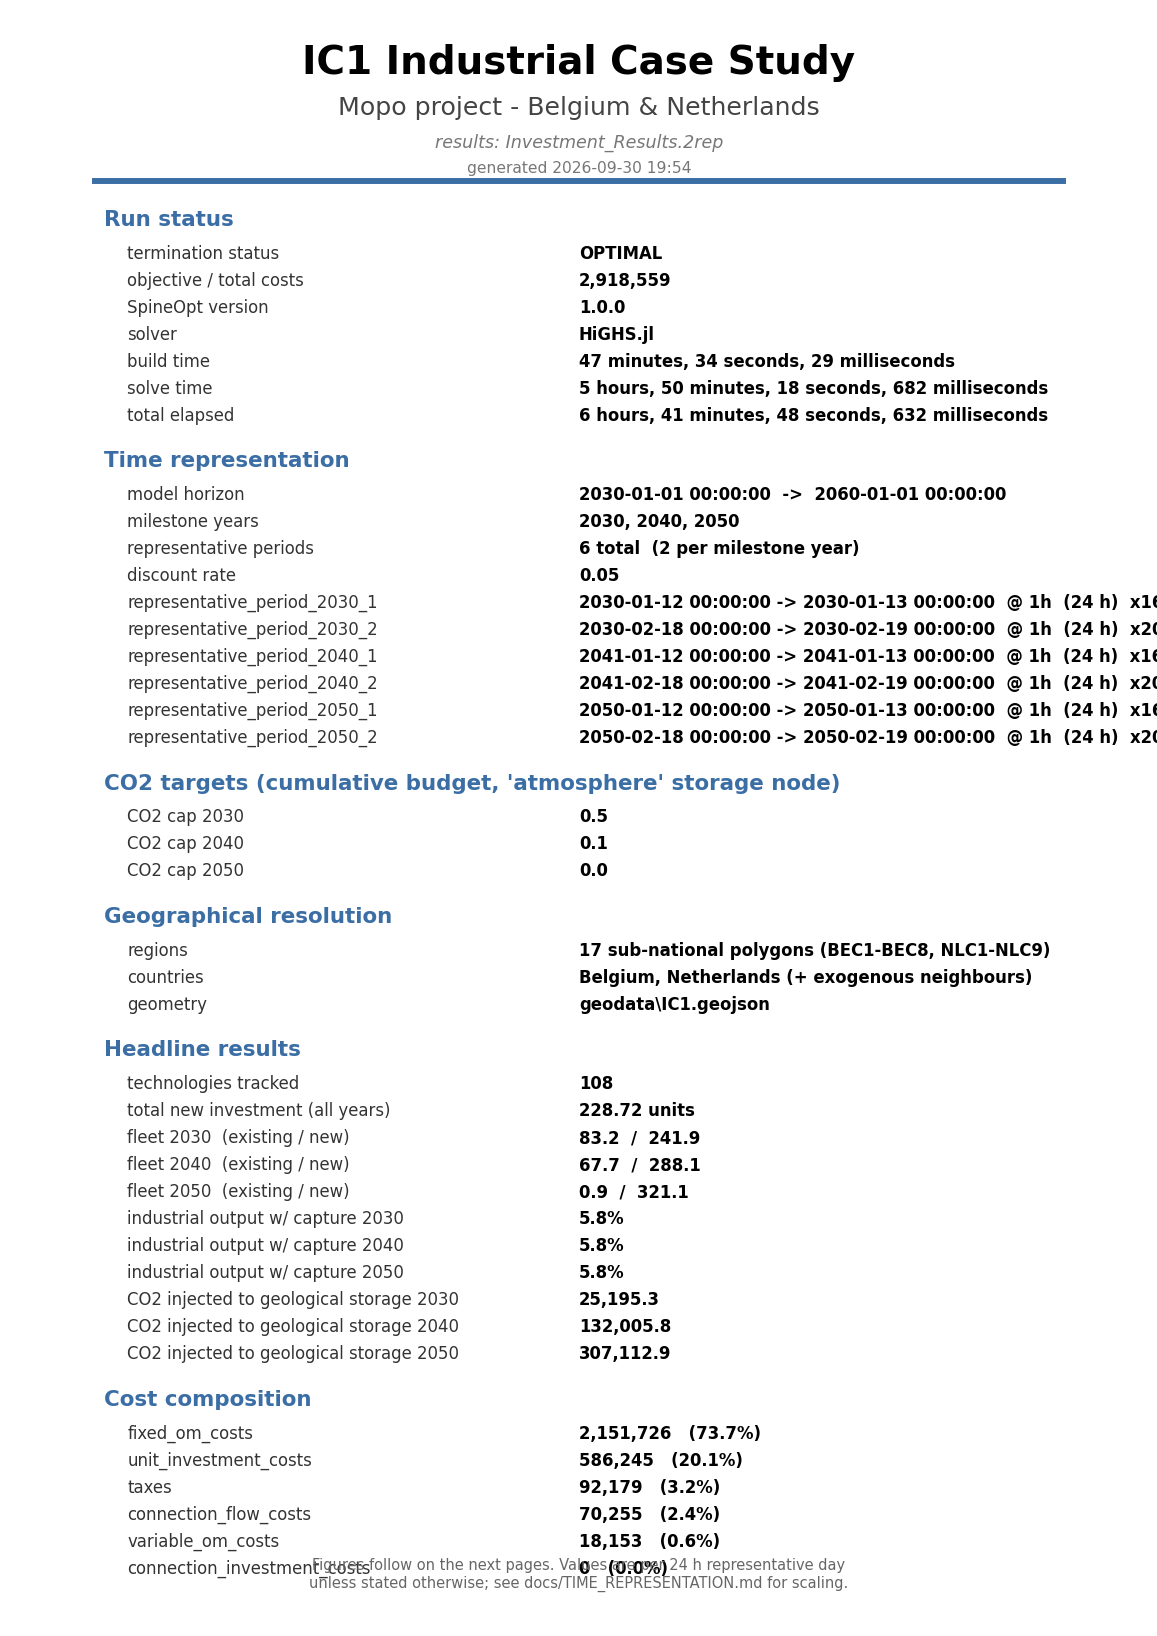 IC1 Industrial Case Study
Mopo project - Belgium & Netherlands
results: Investment_Results.2rep
generated 2026-09-30 19:54
Run status
termination status OPTIMAL
objective / total costs 2,918,559
SpineOpt version 1.0.0
solver HiGHS.jl
build time 47 minutes, 34 seconds, 29 milliseconds
solve time 5 hours, 50 minutes, 18 seconds, 682 milliseconds
total elapsed 6 hours, 41 minutes, 48 seconds, 632 milliseconds
Time representation
model horizon 2030-01-01 00:00:00 -> 2060-01-01 00:00:00
milestone years 2030, 2040, 2050
representative periods 6 total (2 per milestone year)
discount rate 0.05
representative_period_2030_1 2030-01-12 00:00:00 -> 2030-01-13 00:00:00 @ 1h (24 h) x16
representative_period_2030_2 2030-02-18 00:00:00 -> 2030-02-19 00:00:00 @ 1h (24 h) x20
representative_period_2040_1 2041-01-12 00:00:00 -> 2041-01-13 00:00:00 @ 1h (24 h) x16
representative_period_2040_2 2041-02-18 00:00:00 -> 2041-02-19 00:00:00 @ 1h (24 h) x20
representative_period_2050_1 2050-01-12 00:00:00 -> 2050-01-13 00:00:00 @ 1h (24 h) x16
representative_period_2050_2 2050-02-18 00:00:00 -> 2050-02-19 00:00:00 @ 1h (24 h) x20
CO2 targets (cumulative budget, 'atmosphere' storage node)
CO2 cap 2030 0.5
CO2 cap 2040 0.1
CO2 cap 2050 0.0
Geographical resolution
regions 17 sub-national polygons (BEC1-BEC8, NLC1-NLC9)
countries Belgium, Netherlands (+ exogenous neighbours)
geometry geodata\IC1.geojson
Headline results
technologies tracked 108
total new investment (all years) 228.72 units
fleet 2030 (existing / new) 83.2 / 241.9
fleet 2040 (existing / new) 67.7 / 288.1
fleet 2050 (existing / new) 0.9 / 321.1
industrial output w/ capture 2030 5.8%
industrial output w/ capture 2040 5.8%
industrial output w/ capture 2050 5.8%
CO2 injected to geological storage 2030 25,195.3
CO2 injected to geological storage 2040 132,005.8
CO2 injected to geological storage 2050 307,112.9
Cost composition
fixed_om_costs 2,151,726 (73.7%)
unit_investment_costs 586,245 (20.1%)
taxes 92,179 (3.2%)
connection_flow_costs 70,255 (2.4%)
variable_om_costs 18,153 (0.6%)
connection_investment_costs 0 (0.0%)
Figures follow on the next pages. Values are per 24 h representative day
unless stated otherwise; see docs/TIME_REPRESENTATION.md for scaling.